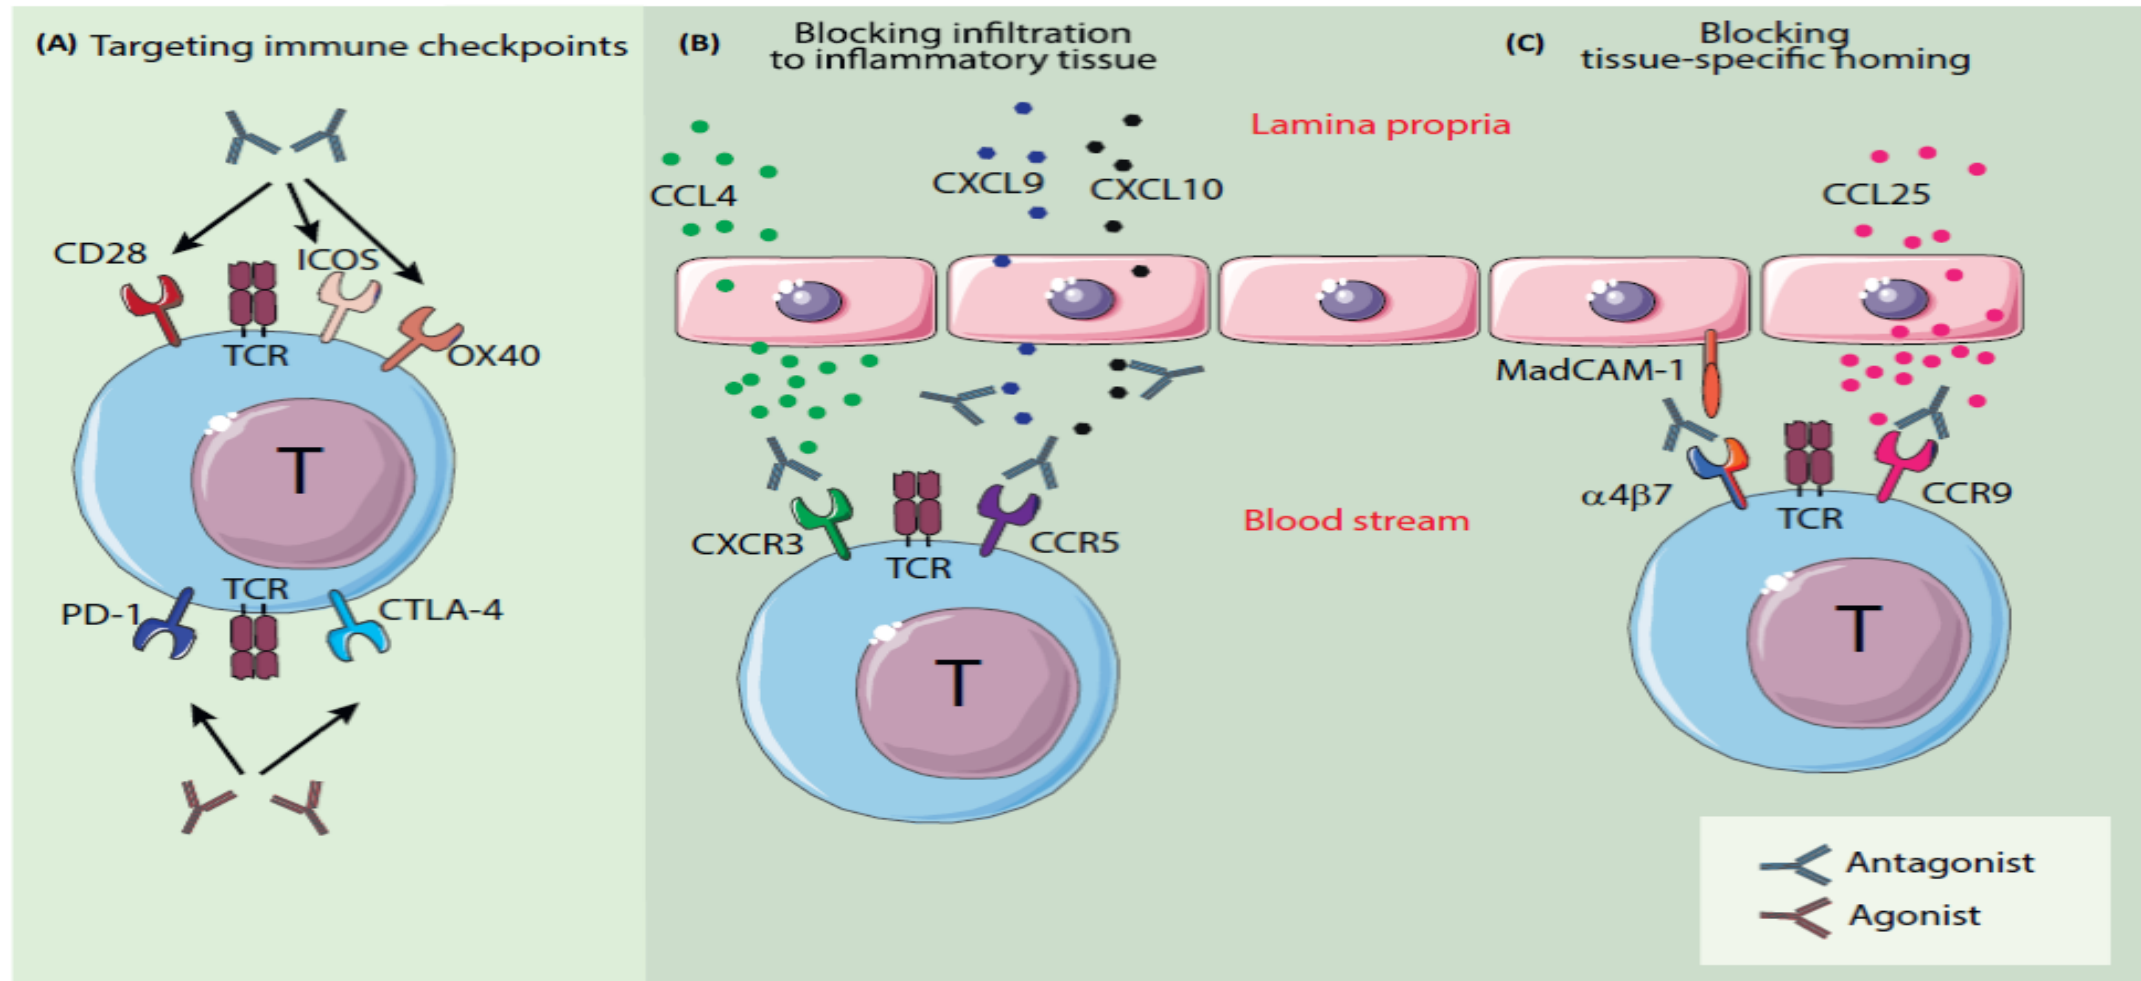 (A) Targeting immune checkpoints
CD28
ICOS
TCR
OX40
T
TCR
PD-1
CTLA-4
(B) Blocking infiltration
to inflammatory tissue
Lamina propria
CCL4
CXCL9
CXCL10
CXCR3
TCR
CCR5
T
Blood stream
(C) Blocking
tissue-specific homing
CCL25
MadCAM-1
α4β7
TCR
CCR9
T
Antagonist
Agonist